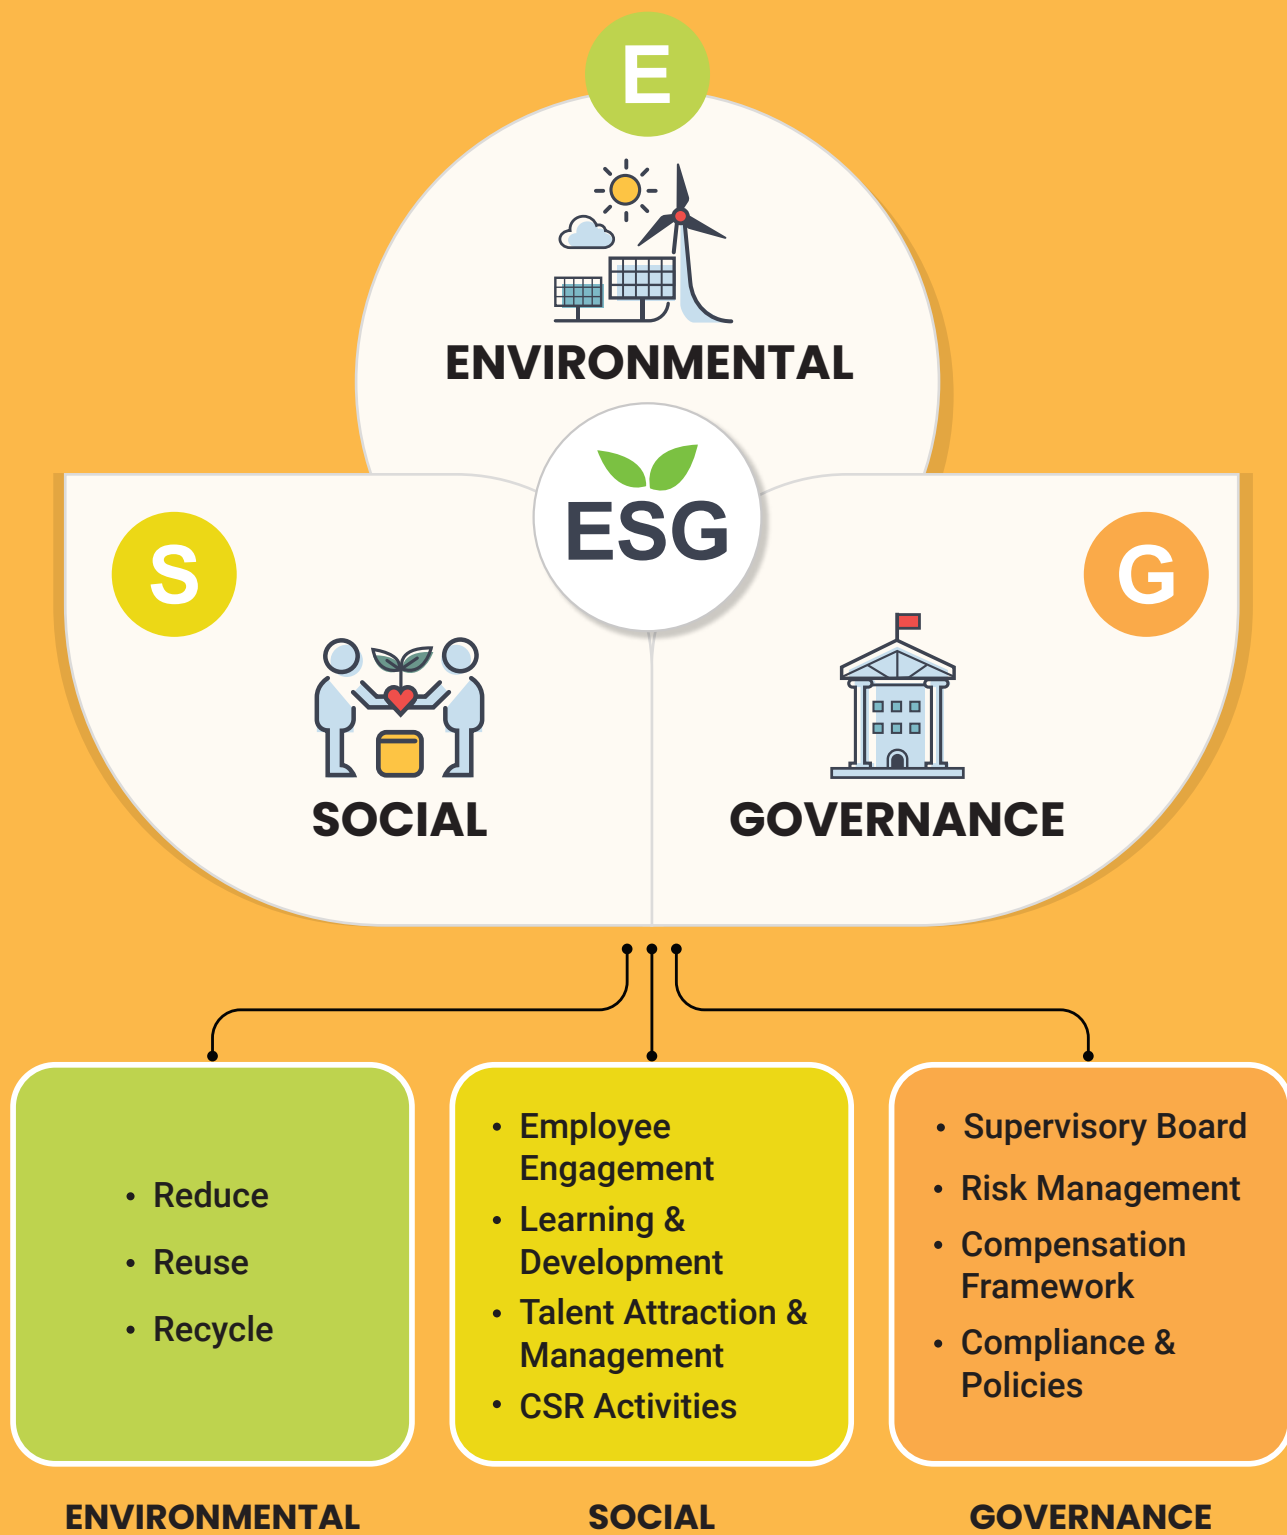 E
ENVIRONMENTAL
ESG
S
G
SOCIAL
GOVERNANCE
• Reduce
• Reuse
• Recycle
• Employee
Engagement
• Learning &
Development
• Talent Attraction &
Management
• CSR Activities
• Supervisory Board
• Risk Management
• Compensation
Framework
• Compliance &
Policies
ENVIRONMENTAL
SOCIAL
GOVERNANCE